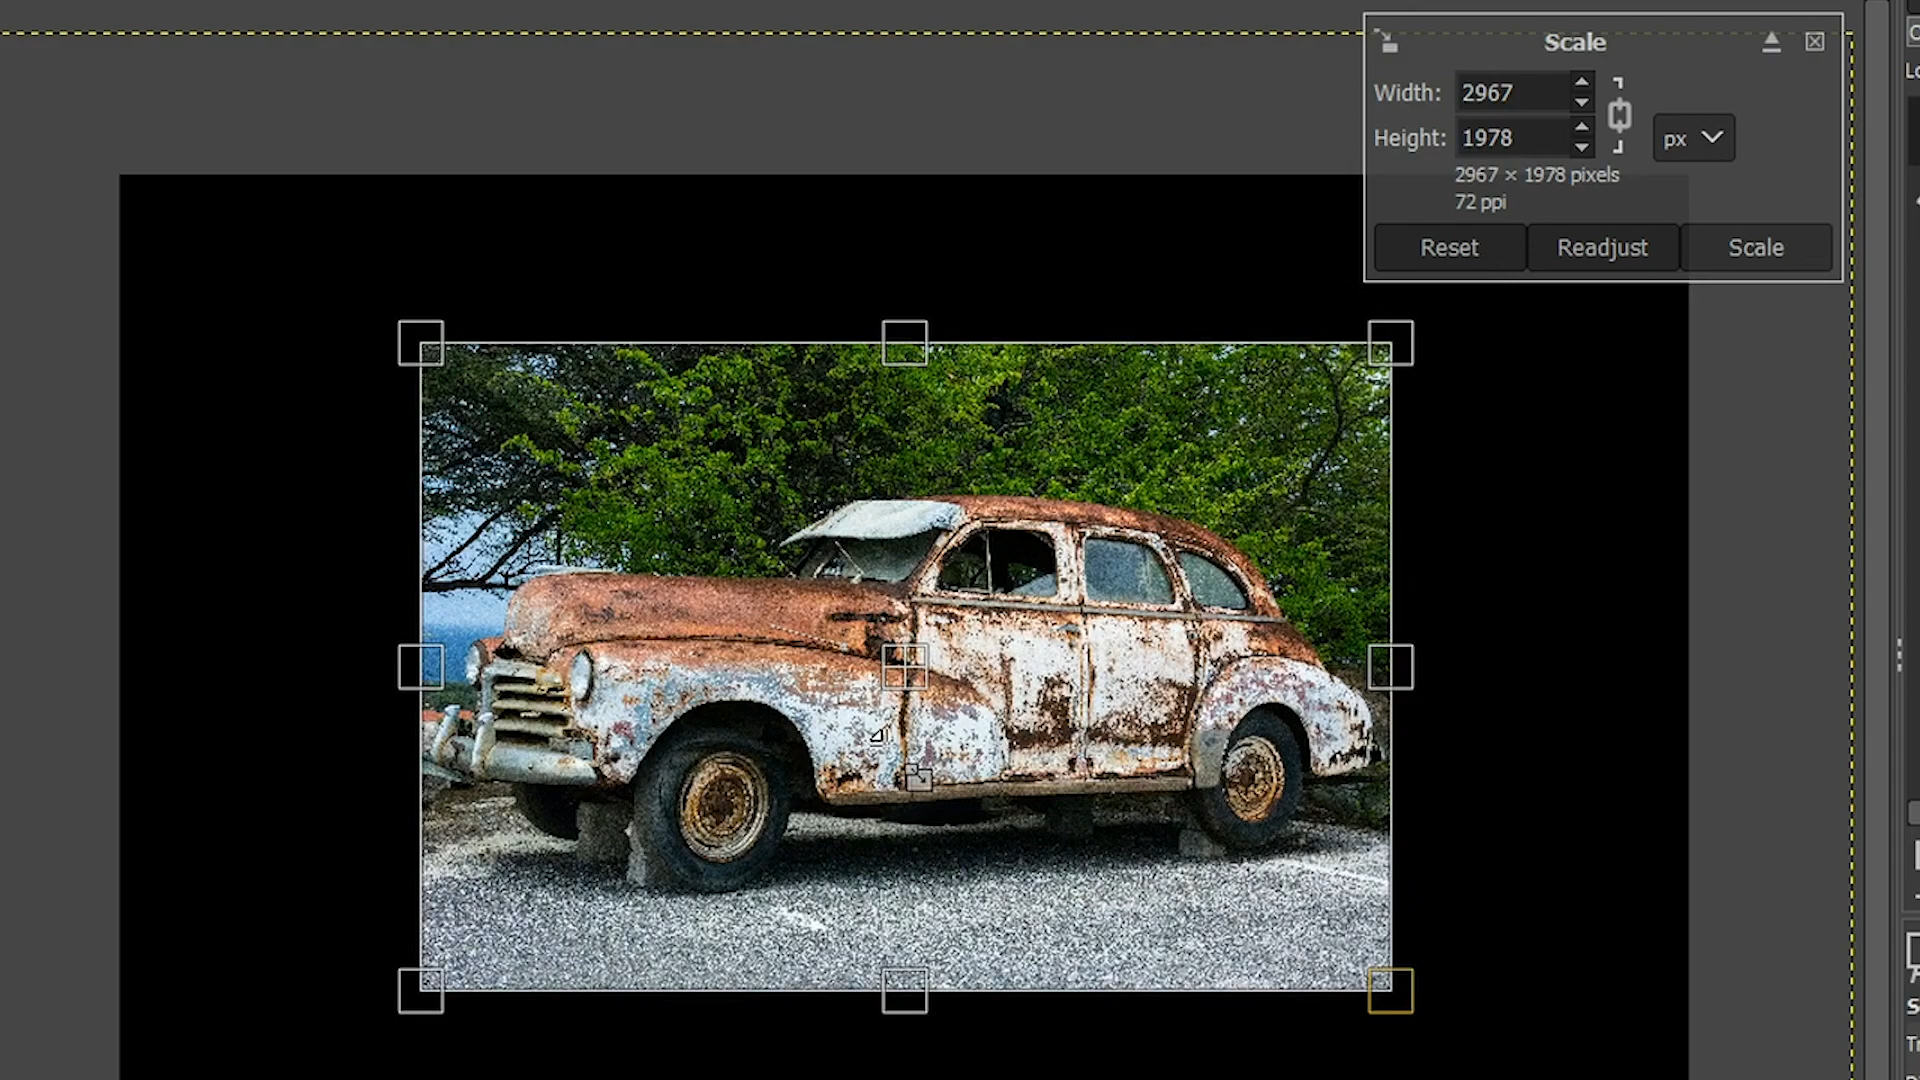 Scale
Width: 2967
Height: 1978
px
2967 × 1978 pixels
72 ppi
Reset Readjust Scale